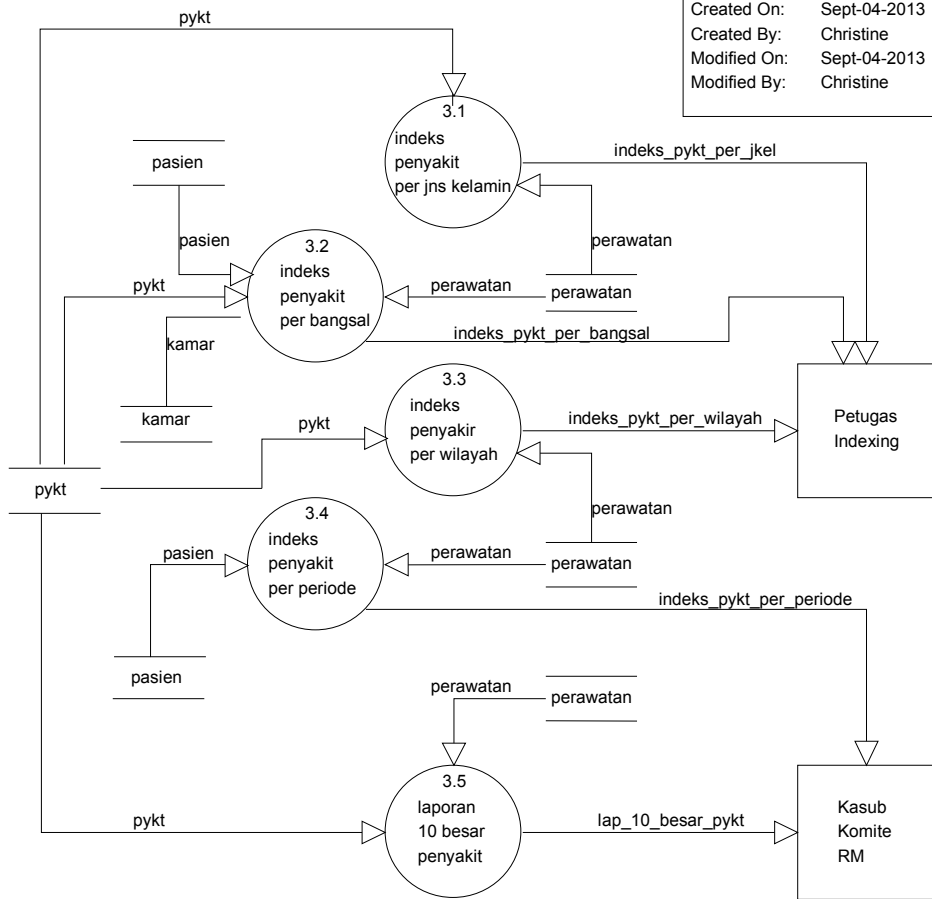 pykt
Created On: Sept-04-2013
Created By: Christine
Modified On: Sept-04-2013
Modified By: Christine
3.1
indeks
penyakit
per jns kelamin
indeks_pykt_per_jkel
pasien
pasien
perawatan
3.2
indeks
penyakit
per bangsal
pykt
perawatan
perawatan
indeks_pykt_per_bangsal
kamar
kamar
3.3
indeks
penyakir
per wilayah
pykt
indeks_pykt_per_wilayah
Petugas
Indexing
pykt
perawatan
3.4
indeks
penyakit
per periode
pasien
perawatan
perawatan
indeks_pykt_per_periode
pasien
perawatan
perawatan
3.5
laporan
10 besar
penyakit
pykt
lap_10_besar_pykt
Kasub
Komite
RM